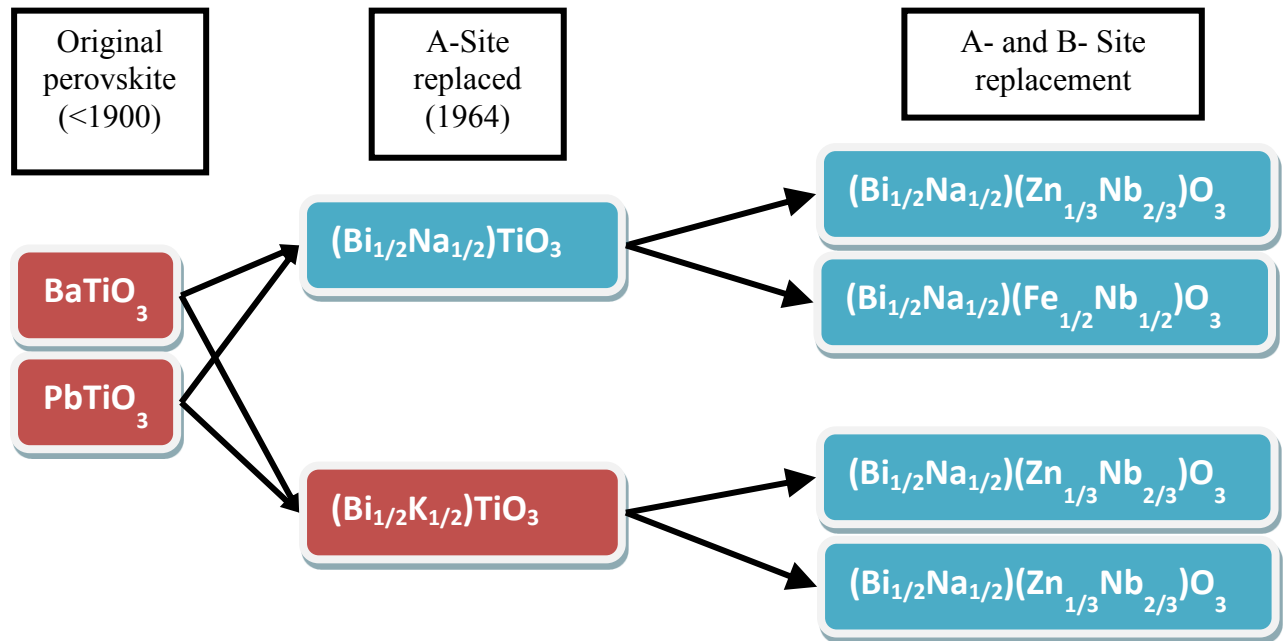 Original
perovskite
(<1900)
A-Site
replaced
(1964)
A- and B- Site
replacement
BaTiO₃
PbTiO₃
(Bi₁/₂Na₁/₂)TiO₃
(Bi₁/₂K₁/₂)TiO₃
(Bi₁/₂Na₁/₂)(Zn₁/₃Nb₂/₃)O₃
(Bi₁/₂Na₁/₂)(Fe₁/₂Nb₁/₂)O₃
(Bi₁/₂Na₁/₂)(Zn₁/₃Nb₂/₃)O₃
(Bi₁/₂Na₁/₂)(Zn₁/₃Nb₂/₃)O₃